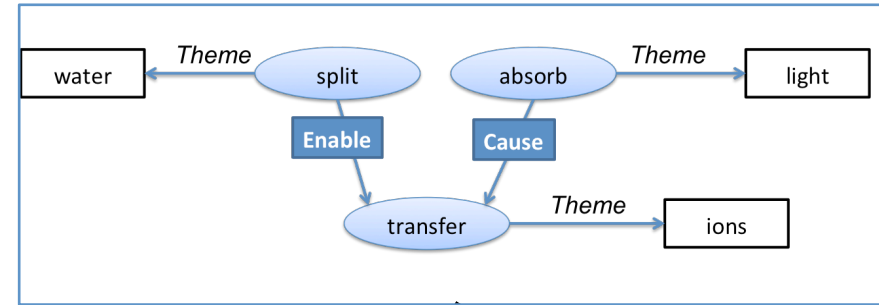 Theme
Theme
water
split
absorb
light
Enable
Cause
Theme
transfer
ions